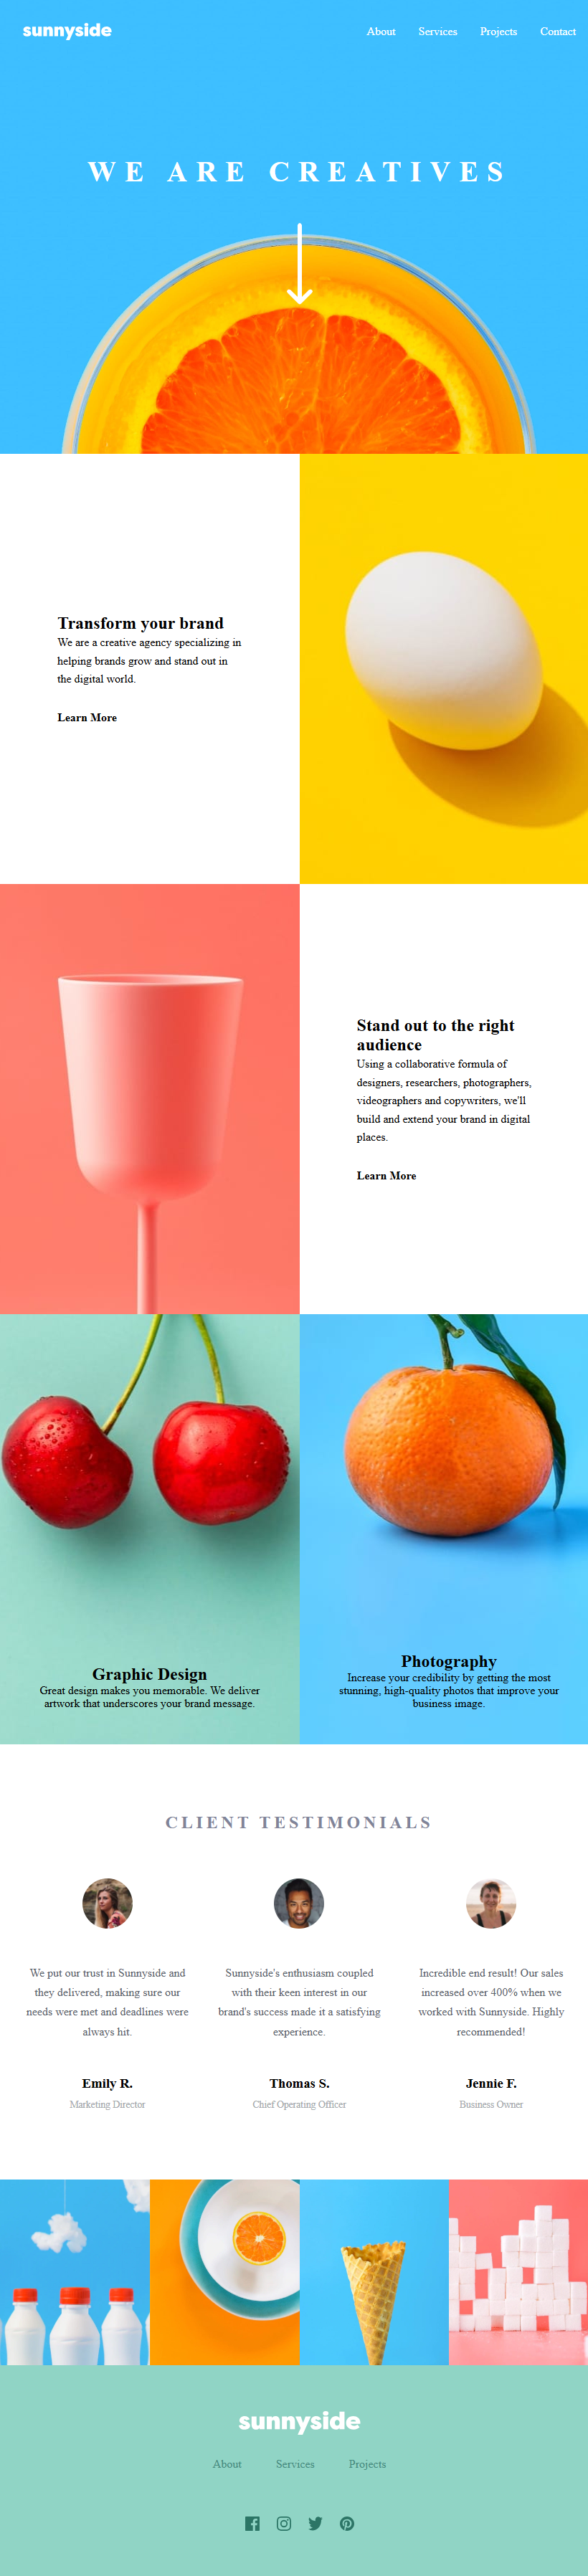 sunnyside
About Services Projects Contact
WE ARE CREATIVES
Transform your brand
We are a creative agency specializing in
helping brands grow and stand out in
the digital world.
Learn More
Stand out to the right
audience
Using a collaborative formula of
designers, researchers, photographers,
videographers and copywriters, we'll
build and extend your brand in digital
places.
Learn More
Graphic Design
Great design makes you memorable. We deliver
artwork that underscores your brand message.
Photography
Increase your credibility by getting the most
stunning, high-quality photos that improve your
business image.
CLIENT TESTIMONIALS
We put our trust in Sunnyside and
they delivered, making sure our
needs were met and deadlines were
always hit.
Emily R.
Marketing Director
Sunnyside's enthusiasm coupled
with their keen interest in our
brand's success made it a satisfying
experience.
Thomas S.
Chief Operating Officer
Incredible end result! Our sales
increased over 400% when we
worked with Sunnyside. Highly
recommended!
Jennie F.
Business Owner
sunnyside
About Services Projects